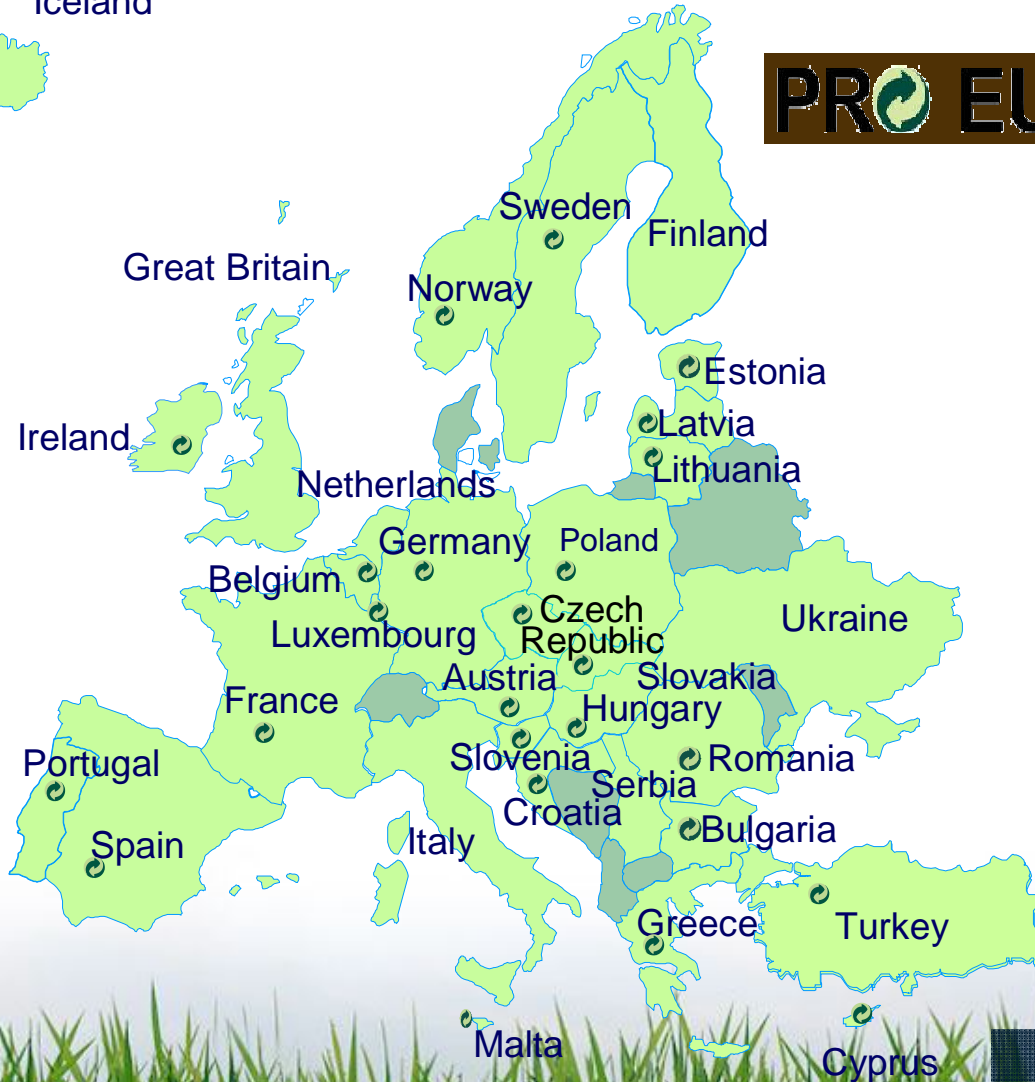 Iceland
PRO EU
Sweden
Finland
Great Britain
Norway
Estonia
Latvia
Ireland
Lithuania
Netherlands
Germany
Poland
Belgium
Czech
Republic
Ukraine
Luxembourg
Austria
Slovakia
France
Hungary
Portugal
Slovenia
Romania
Serbia
Croatia
Bulgaria
Italy
Spain
Greece
Turkey
Malta
Cyprus